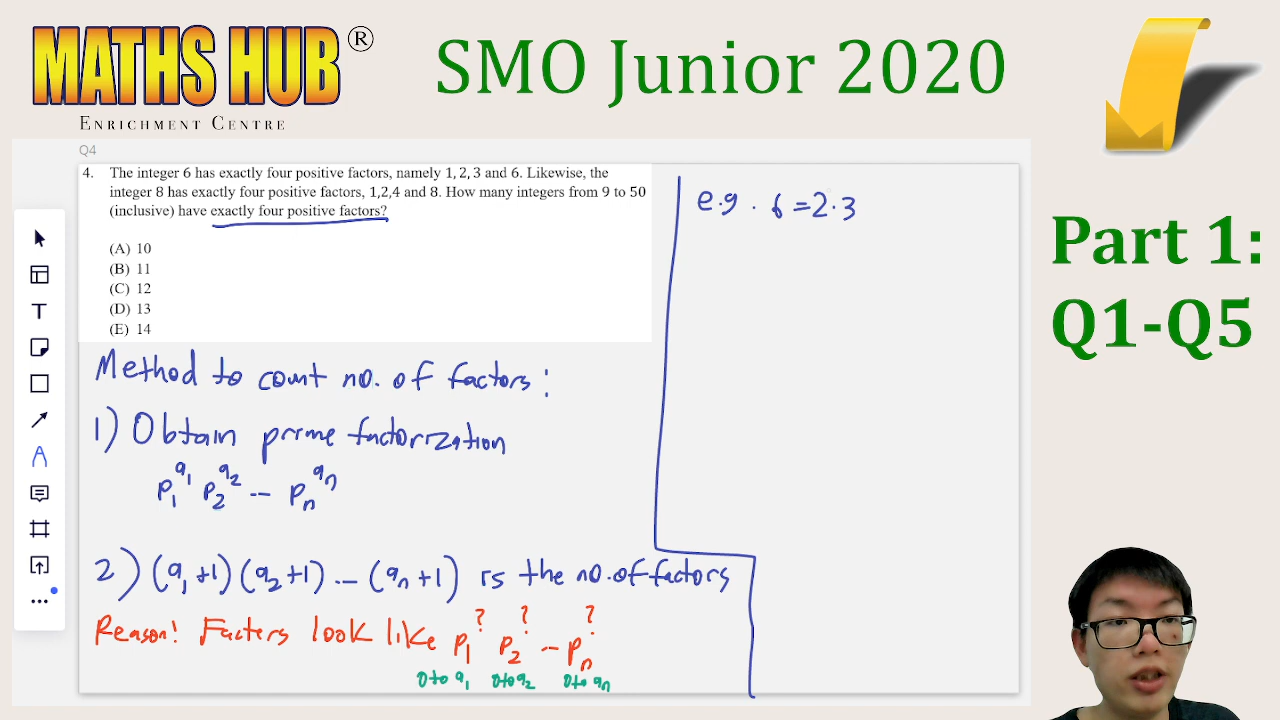 MATHS HUB®
ENRICHMENT CENTRE
SMO Junior 2020
Part 1:
Q1-Q5
Q4
4. The integer 6 has exactly four positive factors, namely 1, 2, 3 and 6. Likewise, the
integer 8 has exactly four positive factors, 1,2,4 and 8. How many integers from 9 to 50
(inclusive) have exactly four positive factors?
(A) 10
(B) 11
(C) 12
(D) 13
(E) 14
T
Method to count no. of factors:
1) Obtain prime factorization
p₁^a₁ p₂^a₂ -- pₙ^aₙ
2) (a₁+1)(a₂+1) -- (aₙ+1) is the no. of factors
Reason! Factors look like p₁^? p₂^? -- pₙ^?
0 to a₁ 0 to a₂ 0 to aₙ
e.g. 6 = 2·3